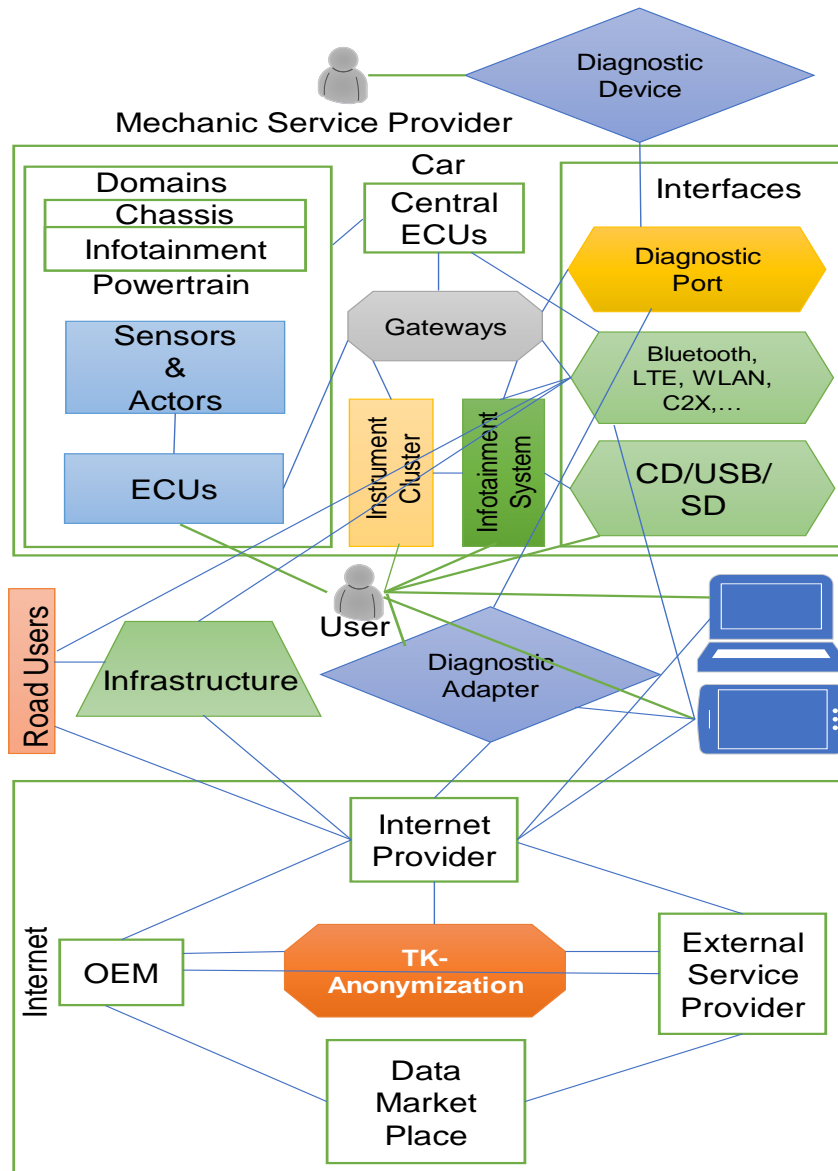 Diagnostic
Device
Mechanic Service Provider
Car
Domains
Chassis
Infotainment
Powertrain
Central
ECUs
Interfaces
Diagnostic
Port
Gateways
Sensors
&
Actors
Bluetooth,
LTE, WLAN,
C2X,...
Instrument
Cluster
Infotainment
System
ECUs
CD/USB/
SD
User
Road Users
Infrastructure
Diagnostic
Adapter
Internet
Internet
Provider
OEM
TK-
Anonymization
External
Service
Provider
Data
Market
Place